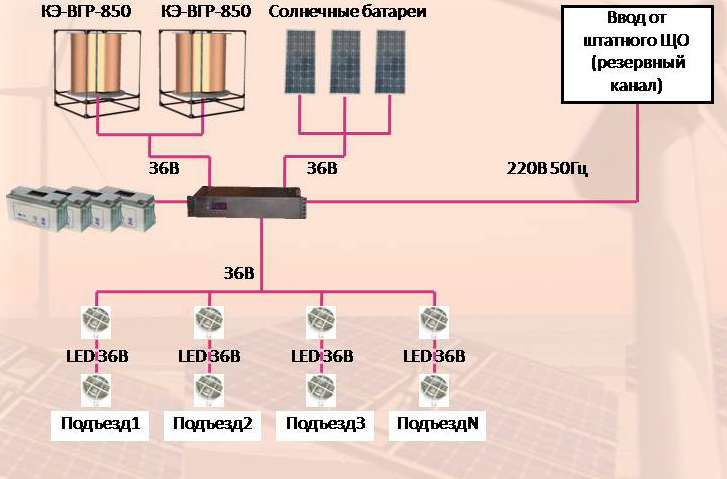 КЭ-ВГР-850
КЭ-ВГР-850
Солнечные батареи
Ввод от
штатного ЩО
(резервный
канал)
36В
36В
220В 50Гц
36В
LED 36В
LED 36В
LED 36В
LED 36В
Подъезд1
Подъезд2
Подъезд3
ПодъездN